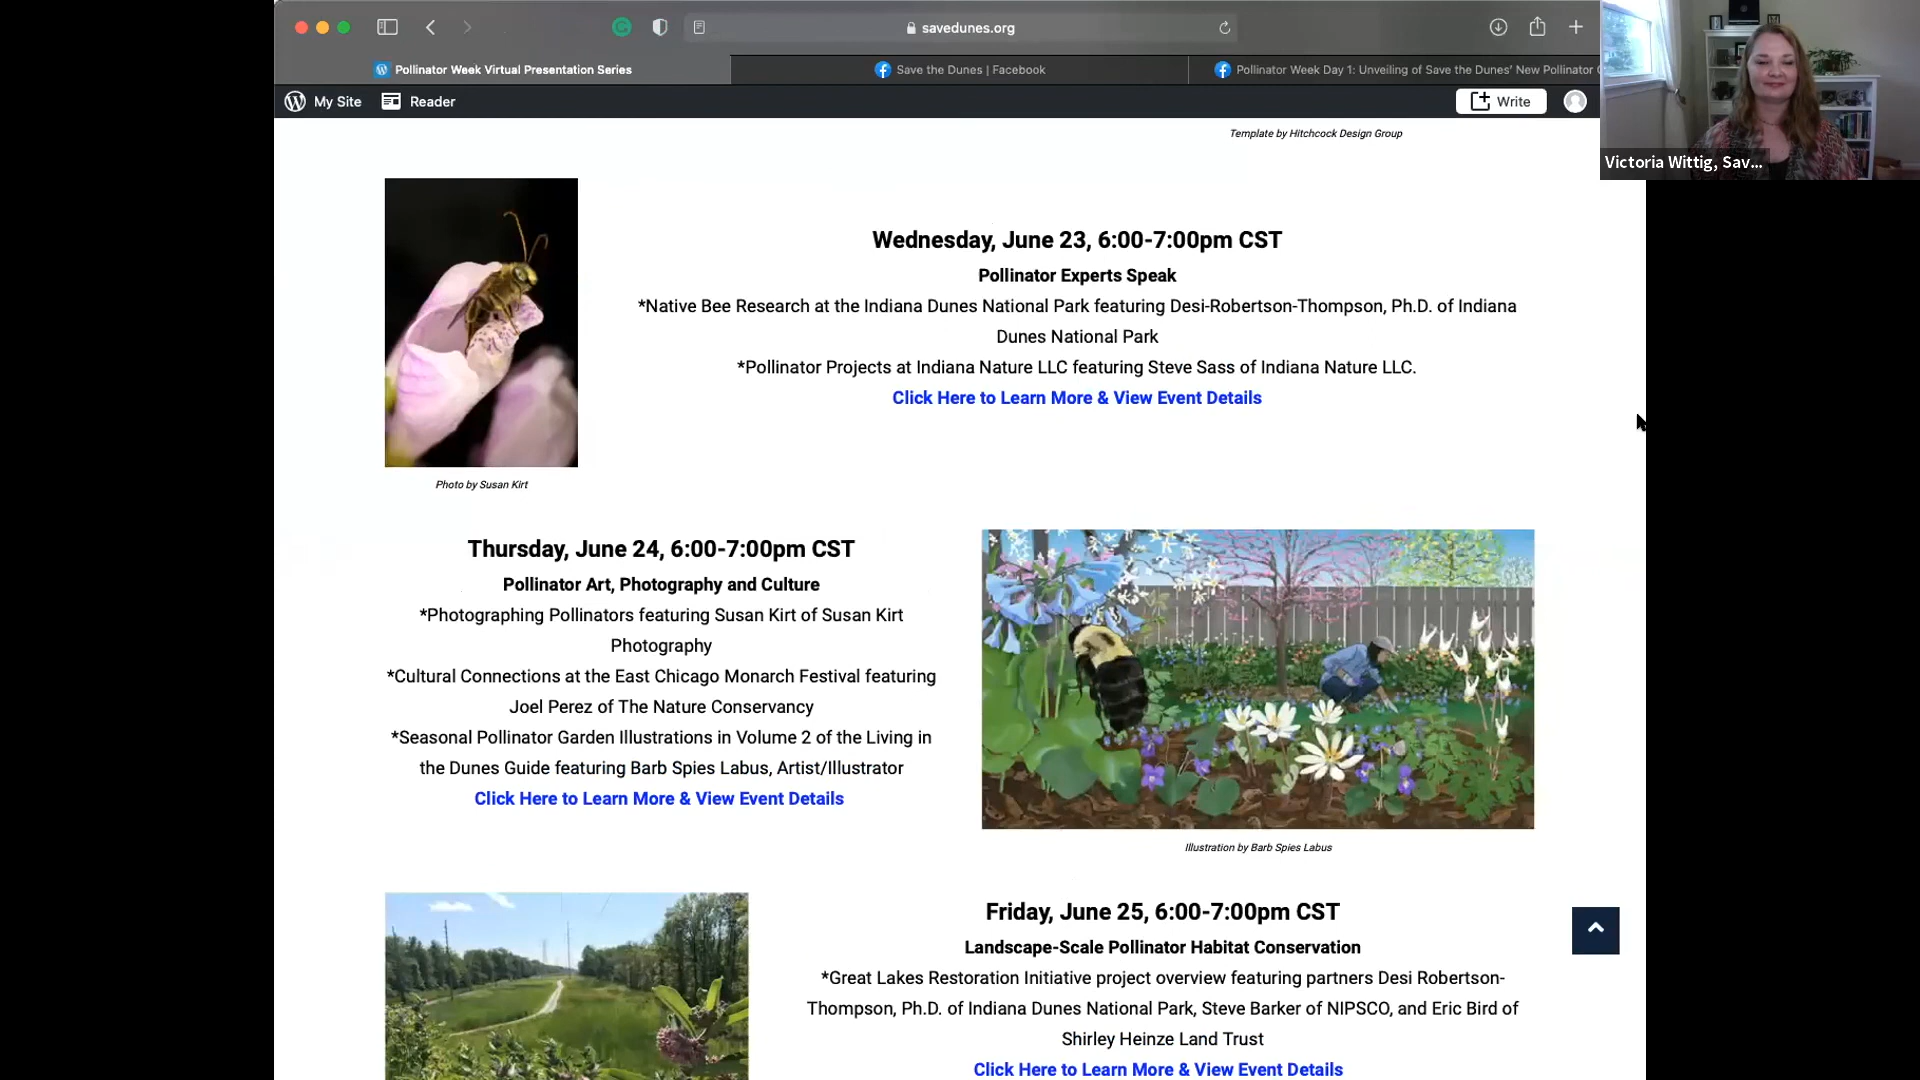 savedunes.org
Pollinator Week Virtual Presentation Series
Save the Dunes | Facebook
Pollinator Week Day 1: Unveiling of Save the Dunes' New Pollinator
My Site
Reader
Write
Victoria Wittig, Sav...
Template by Hitchcock Design Group
Wednesday, June 23, 6:00-7:00pm CST
Pollinator Experts Speak
*Native Bee Research at the Indiana Dunes National Park featuring Desi-Robertson-Thompson, Ph.D. of Indiana
Dunes National Park
*Pollinator Projects at Indiana Nature LLC featuring Steve Sass of Indiana Nature LLC.
Click Here to Learn More & View Event Details
Photo by Susan Kirt
Thursday, June 24, 6:00-7:00pm CST
Pollinator Art, Photography and Culture
*Photographing Pollinators featuring Susan Kirt of Susan Kirt
Photography
*Cultural Connections at the East Chicago Monarch Festival featuring
Joel Perez of The Nature Conservancy
*Seasonal Pollinator Garden Illustrations in Volume 2 of the Living in
the Dunes Guide featuring Barb Spies Labus, Artist/Illustrator
Click Here to Learn More & View Event Details
Illustration by Barb Spies Labus
Friday, June 25, 6:00-7:00pm CST
Landscape-Scale Pollinator Habitat Conservation
*Great Lakes Restoration Initiative project overview featuring partners Desi Robertson-
Thompson, Ph.D. of Indiana Dunes National Park, Steve Barker of NIPSCO, and Eric Bird of
Shirley Heinze Land Trust
Click Here to Learn More & View Event Details